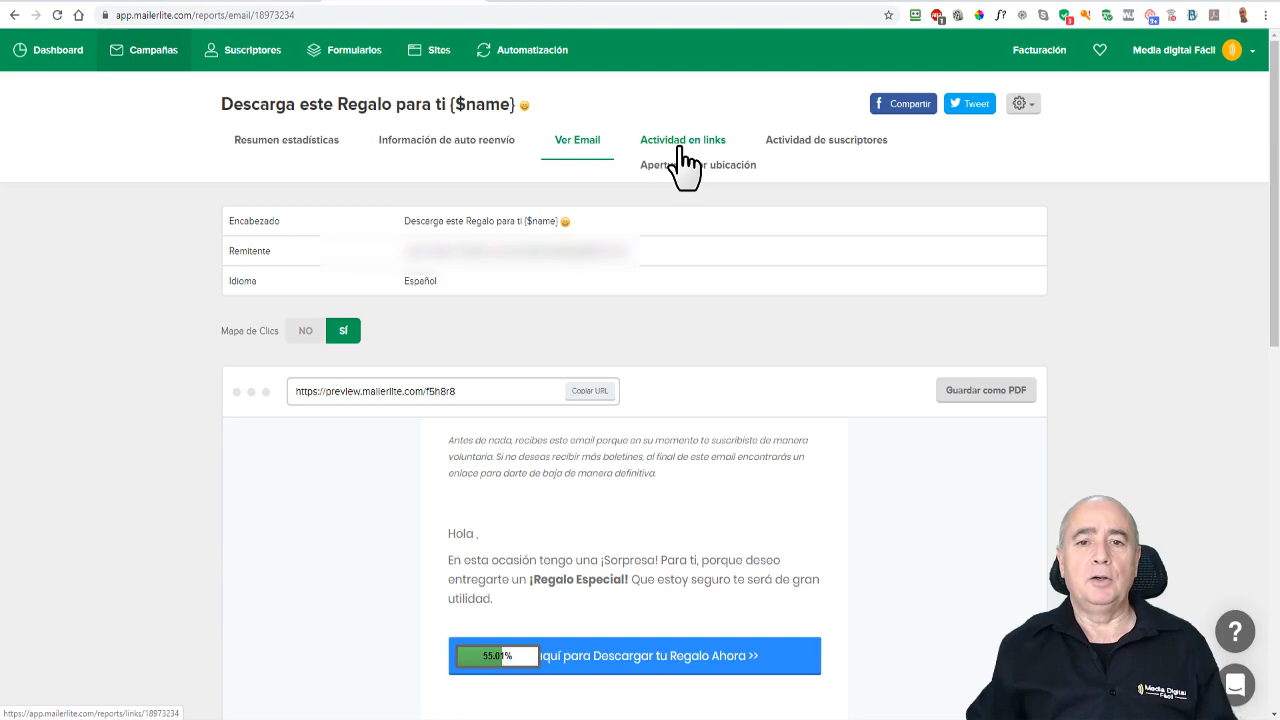 app.mailerlite.com/reports/email/18973234
Dashboard
Campañas
Suscriptores
Formularios
Sites
Automatización
Facturación
Media digital Fácil
Descarga este Regalo para ti {$name} 😀
Compartir
Tweet
Resumen estadísticas
Información de auto reenvío
Ver Email
Actividad en links
Actividad de suscriptores
ubicación
Encabezado
Descarga este Regalo para ti {$name} 😀
Remitente
Idioma
Español
Mapa de Clics
NO
SÍ
https://preview.mailerlite.com/f5h8r8
Copiar URL
Guardar como PDF
Antes de nada, recibes este email porque en su momento te suscribiste de manera
voluntaria. Si no deseas recibir más boletines, al final de este email encontrarás un
enlace para darte de baja de manera definitiva.
Hola ,
En esta ocasión tengo una ¡Sorpresa! Para ti, porque deseo
entregarte un ¡Regalo Especial! Que estoy seguro te será de gran
utilidad.
55.01%
quí para Descargar tu Regalo Ahora >>
?
Media Digital
Fácil
https://app.mailerlite.com/reports/links/18973234